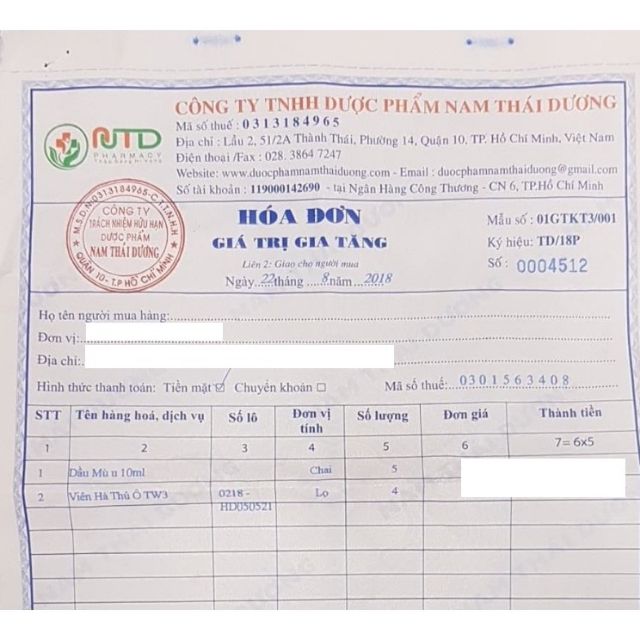 NTD
PHARMACY
CÔNG TY TNHH DƯỢC PHẨM NAM THÁI DƯƠNG
Mã số thuế : 0313184965
Địa chỉ : Lầu 2, 51/2A Thành Thái, Phường 14, Quận 10, TP. Hồ Chí Minh, Việt Nam
Điện thoại /Fax : 028. 3864 7247
Website: www.duocphamnamthaiduong.com - Email : duocphamnamthaiduong@gmail.com
Số tài khoản : 119000142690 - tại Ngân Hàng Công Thương - CN 6, TP.Hồ Chí Minh
M.S.D.N:0313184965-C.T.T.N.H.H
CÔNG TY
TRÁCH NHIỆM HỮU HẠN
DƯỢC PHẨM
NAM THÁI DƯƠNG
QUẬN 10 - T.P HỒ CHÍ MINH
HÓA ĐƠN
GIÁ TRỊ GIA TĂNG
Liên 2: Giao cho người mua
Ngày 22 tháng 8 năm 2018
Mẫu số : 01GTKT3/001
Ký hiệu: TD/18P
Số : 0004512
Họ tên người mua hàng:
Đơn vị:
Địa chỉ:
Hình thức thanh toán: Tiền mặt ☑ Chuyển khoản ☐ Mã số thuế: 0301563408
STT Tên hàng hoá, dịch vụ Số lô Đơn vị tính Số lượng Đơn giá Thành tiền
1 2 3 4 5 6 7= 6x5
1 Dầu Mù u 10ml Chai 5
2 Viên Hà Thủ Ô TW3 0218 - HD050521 Lọ 4